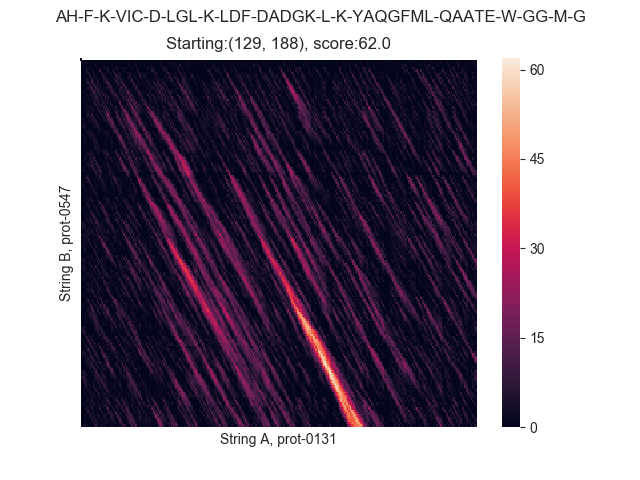 AH-F-K-VIC-D-LGL-K-LDF-DADGK-L-K-YAQGFML-QAATE-W-GG-M-G
Starting:(129, 188), score:62.0
60
45
30
15
0
String B, prot-0547
String A, prot-0131